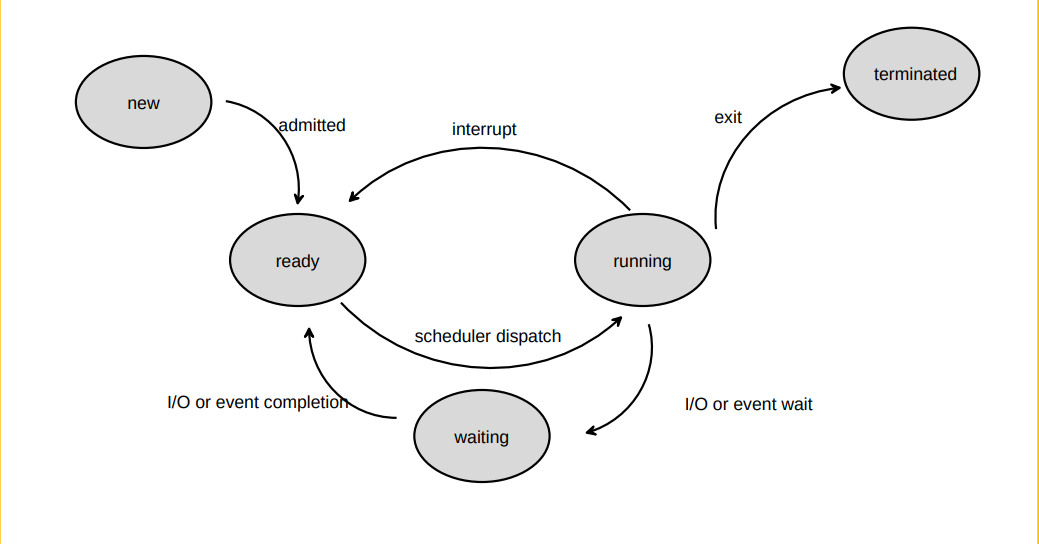 new
terminated
admitted
interrupt
exit
ready
running
scheduler dispatch
I/O or event completion
I/O or event wait
waiting